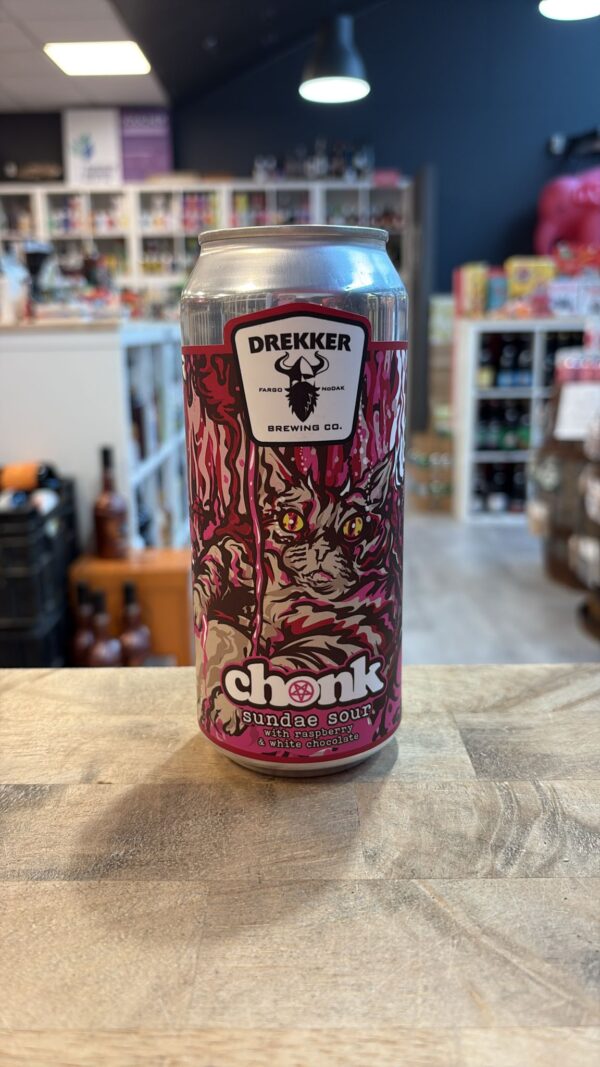 DREKKER
FARGO NoDAK
BREWING CO.
chonk
sundae sour
with raspberry
& white chocolate